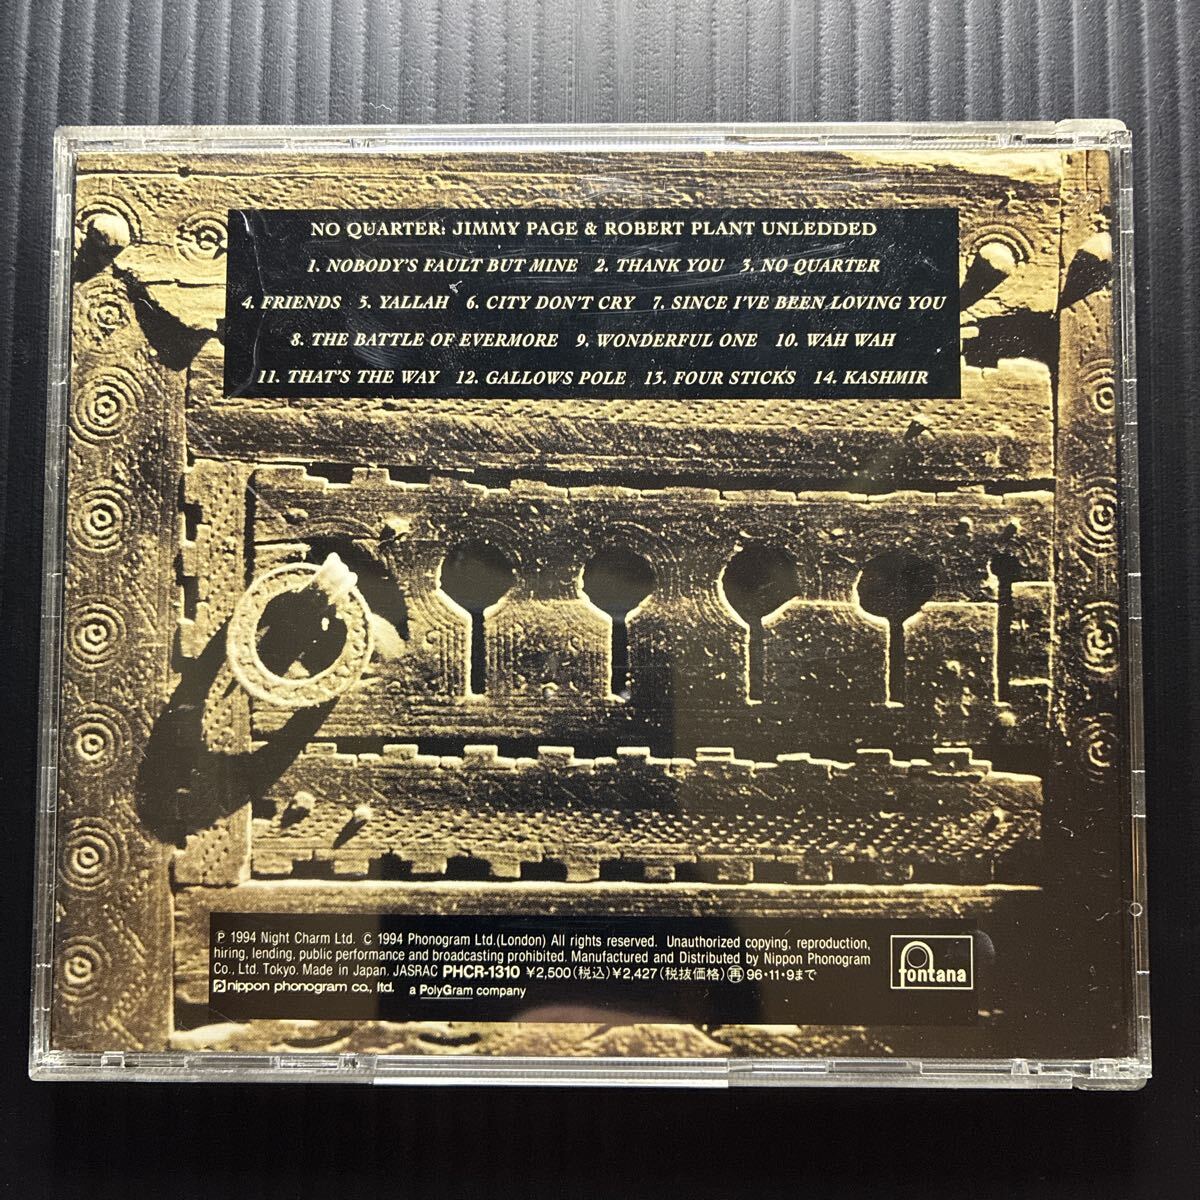 NO QUARTER: JIMMY PAGE & ROBERT PLANT UNLEDDED
1. NOBODY'S FAULT BUT MINE 2. THANK YOU 3. NO QUARTER
4. FRIENDS 5. YALLAH 6. CITY DON'T CRY 7. SINCE I'VE BEEN LOVING YOU
8. THE BATTLE OF EVERMORE 9. WONDERFUL ONE 10. WAH WAH
11. THAT'S THE WAY 12. GALLOWS POLE 13. FOUR STICKS 14. KASHMIR
Ⓟ 1994 Night Charm Ltd. © 1994 Phonogram Ltd.(London) All rights reserved. Unauthorized copying, reproduction,
hiring, lending, public performance and broadcasting prohibited. Manufactured and Distributed by Nippon Phonogram
Co., Ltd. Tokyo. Made in Japan. JASRAC PHCR-1310 ¥2,500(税込)¥2,427(税抜価格)㊢96・11・9まで
nippon phonogram co., ltd. a PolyGram company
fontana